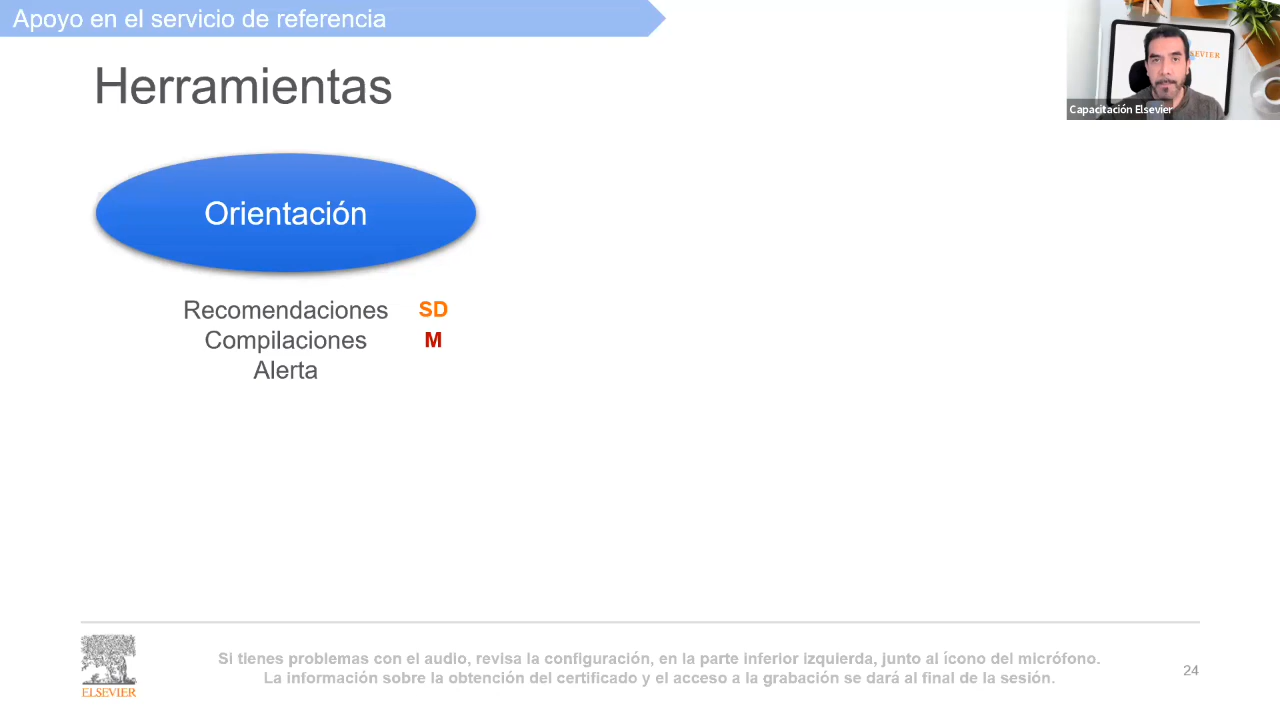 Apoyo en el servicio de referencia
Herramientas
SEVIER
Capacitación Elsevier
Orientación
Recomendaciones SD
Compilaciones M
Alerta
Si tienes problemas con el audio, revisa la configuración, en la parte inferior izquierda, junto al ícono del micrófono.
La información sobre la obtención del certificado y el acceso a la grabación se dará al final de la sesión.
ELSEVIER
24